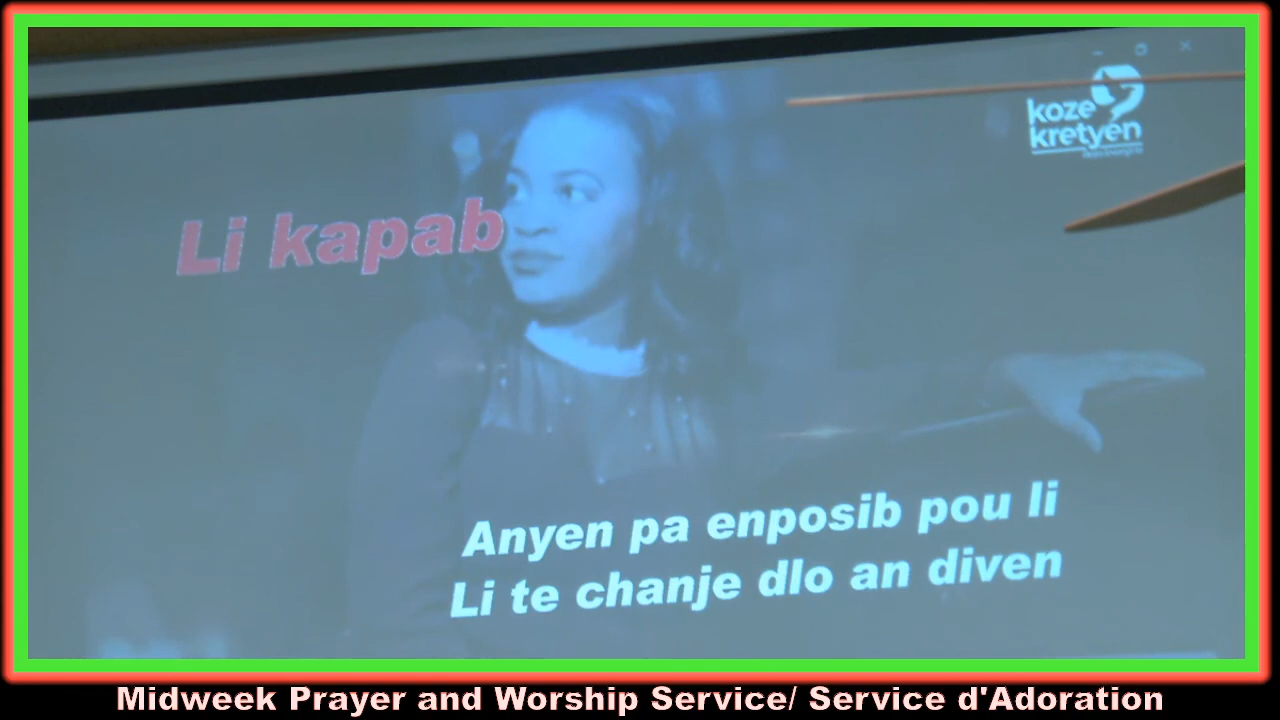 koze
kretyen
Li kapab
Anyen pa enposib pou li
Li te chanje dlo an diven
Midweek Prayer and Worship Service/ Service d'Adoration